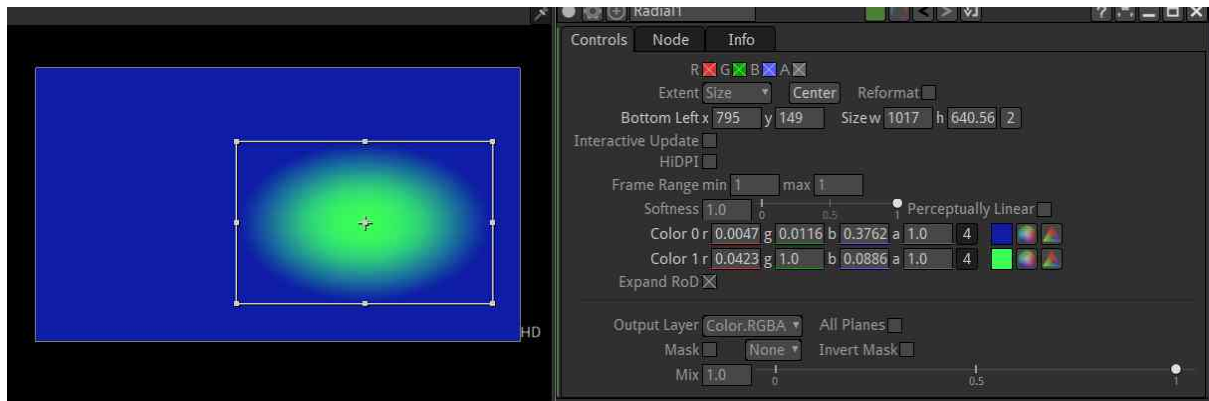 Radial1 < > ?
Controls Node Info
R G B A
Extent Size Center Reformat
Bottom Left x 795 y 149 Size w 1017 h 640.56 2
Interactive Update
HiDPI
Frame Range min 1 max 1
Softness 1.0 0 0.5 1 Perceptually Linear
Color 0 r 0.0047 g 0.0116 b 0.3762 a 1.0 4
Color 1 r 0.0423 g 1.0 b 0.0886 a 1.0 4
Expand RoD
HD
Output Layer Color.RGBA All Planes
Mask None Invert Mask
Mix 1.0 0 0.5 1